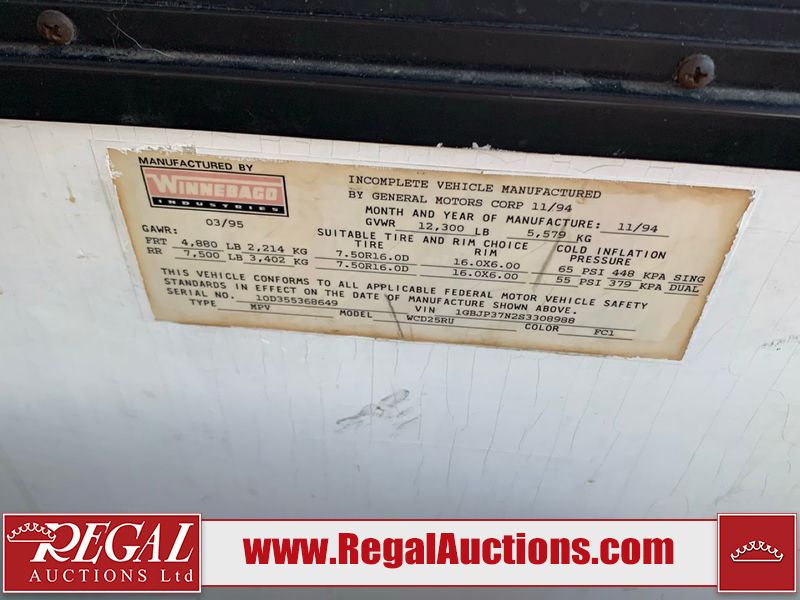 MANUFACTURED BY
WINNEBAGO
INDUSTRIES
03/95
INCOMPLETE VEHICLE MANUFACTURED
BY GENERAL MOTORS CORP 11/94
MONTH AND YEAR OF MANUFACTURE: 11/94
GVWR 12,300 LB 5,579 KG
GAWR: SUITABLE TIRE AND RIM CHOICE COLD INFLATION
TIRE RIM PRESSURE
FRT 4,880 LB 2,214 KG 7.50R16.0D 16.0X6.00 65 PSI 448 KPA SING
RR 7,500 LB 3,402 KG 7.50R16.0D 16.0X6.00 55 PSI 379 KPA DUAL
THIS VEHICLE CONFORMS TO ALL APPLICABLE FEDERAL MOTOR VEHICLE SAFETY
STANDARDS IN EFFECT ON THE DATE OF MANUFACTURE SHOWN ABOVE.
SERIAL NO. 10D355368649 VIN 1GBJP37N2S3308988
TYPE MPV MODEL WCD25RU COLOR FC1
REGAL
AUCTIONS Ltd
www.RegalAuctions.com